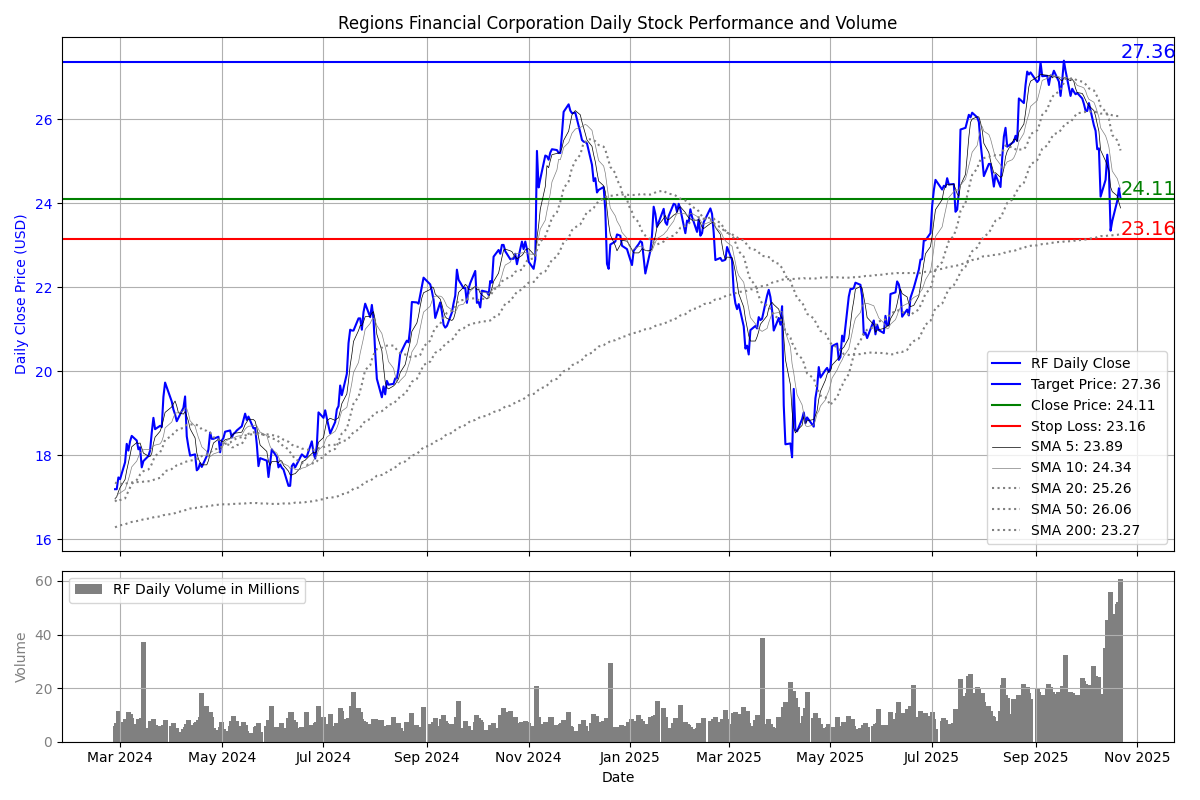 Regions Financial Corporation Daily Stock Performance and Volume
27.36
26
24.11
24
23.16
22
20
18
16
Daily Close Price (USD)
RF Daily Close
Target Price: 27.36
Close Price: 24.11
Stop Loss: 23.16
SMA 5: 23.89
SMA 10: 24.34
SMA 20: 25.26
SMA 50: 26.06
SMA 200: 23.27
60
40
20
0
Volume
RF Daily Volume in Millions
Mar 2024 May 2024 Jul 2024 Sep 2024 Nov 2024 Jan 2025 Mar 2025 May 2025 Jul 2025 Sep 2025 Nov 2025
Date